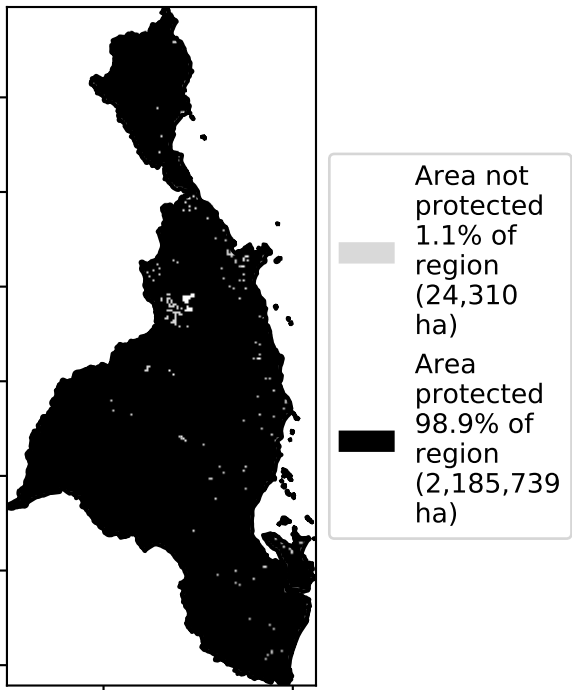 Area not
protected
1.1% of
region
(24,310
ha)
Area
protected
98.9% of
region
(2,185,739
ha)